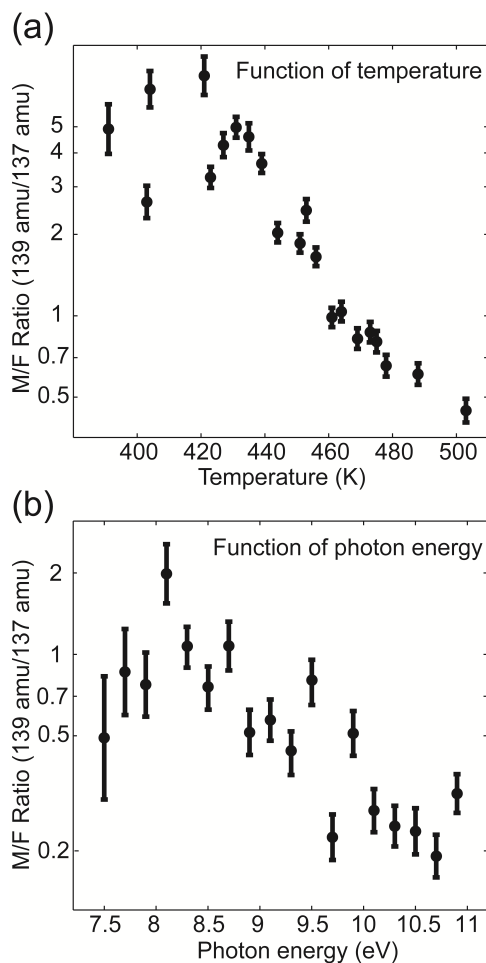 (a)
Function of temperature
M/F Ratio (139 amu/137 amu)
5
4
3
2
1
0.7
0.5
400 420 440 460 480 500
Temperature (K)
(b)
Function of photon energy
M/F Ratio (139 amu/137 amu)
2
1
0.7
0.5
0.2
7.5 8 8.5 9 9.5 10 10.5 11
Photon energy (eV)